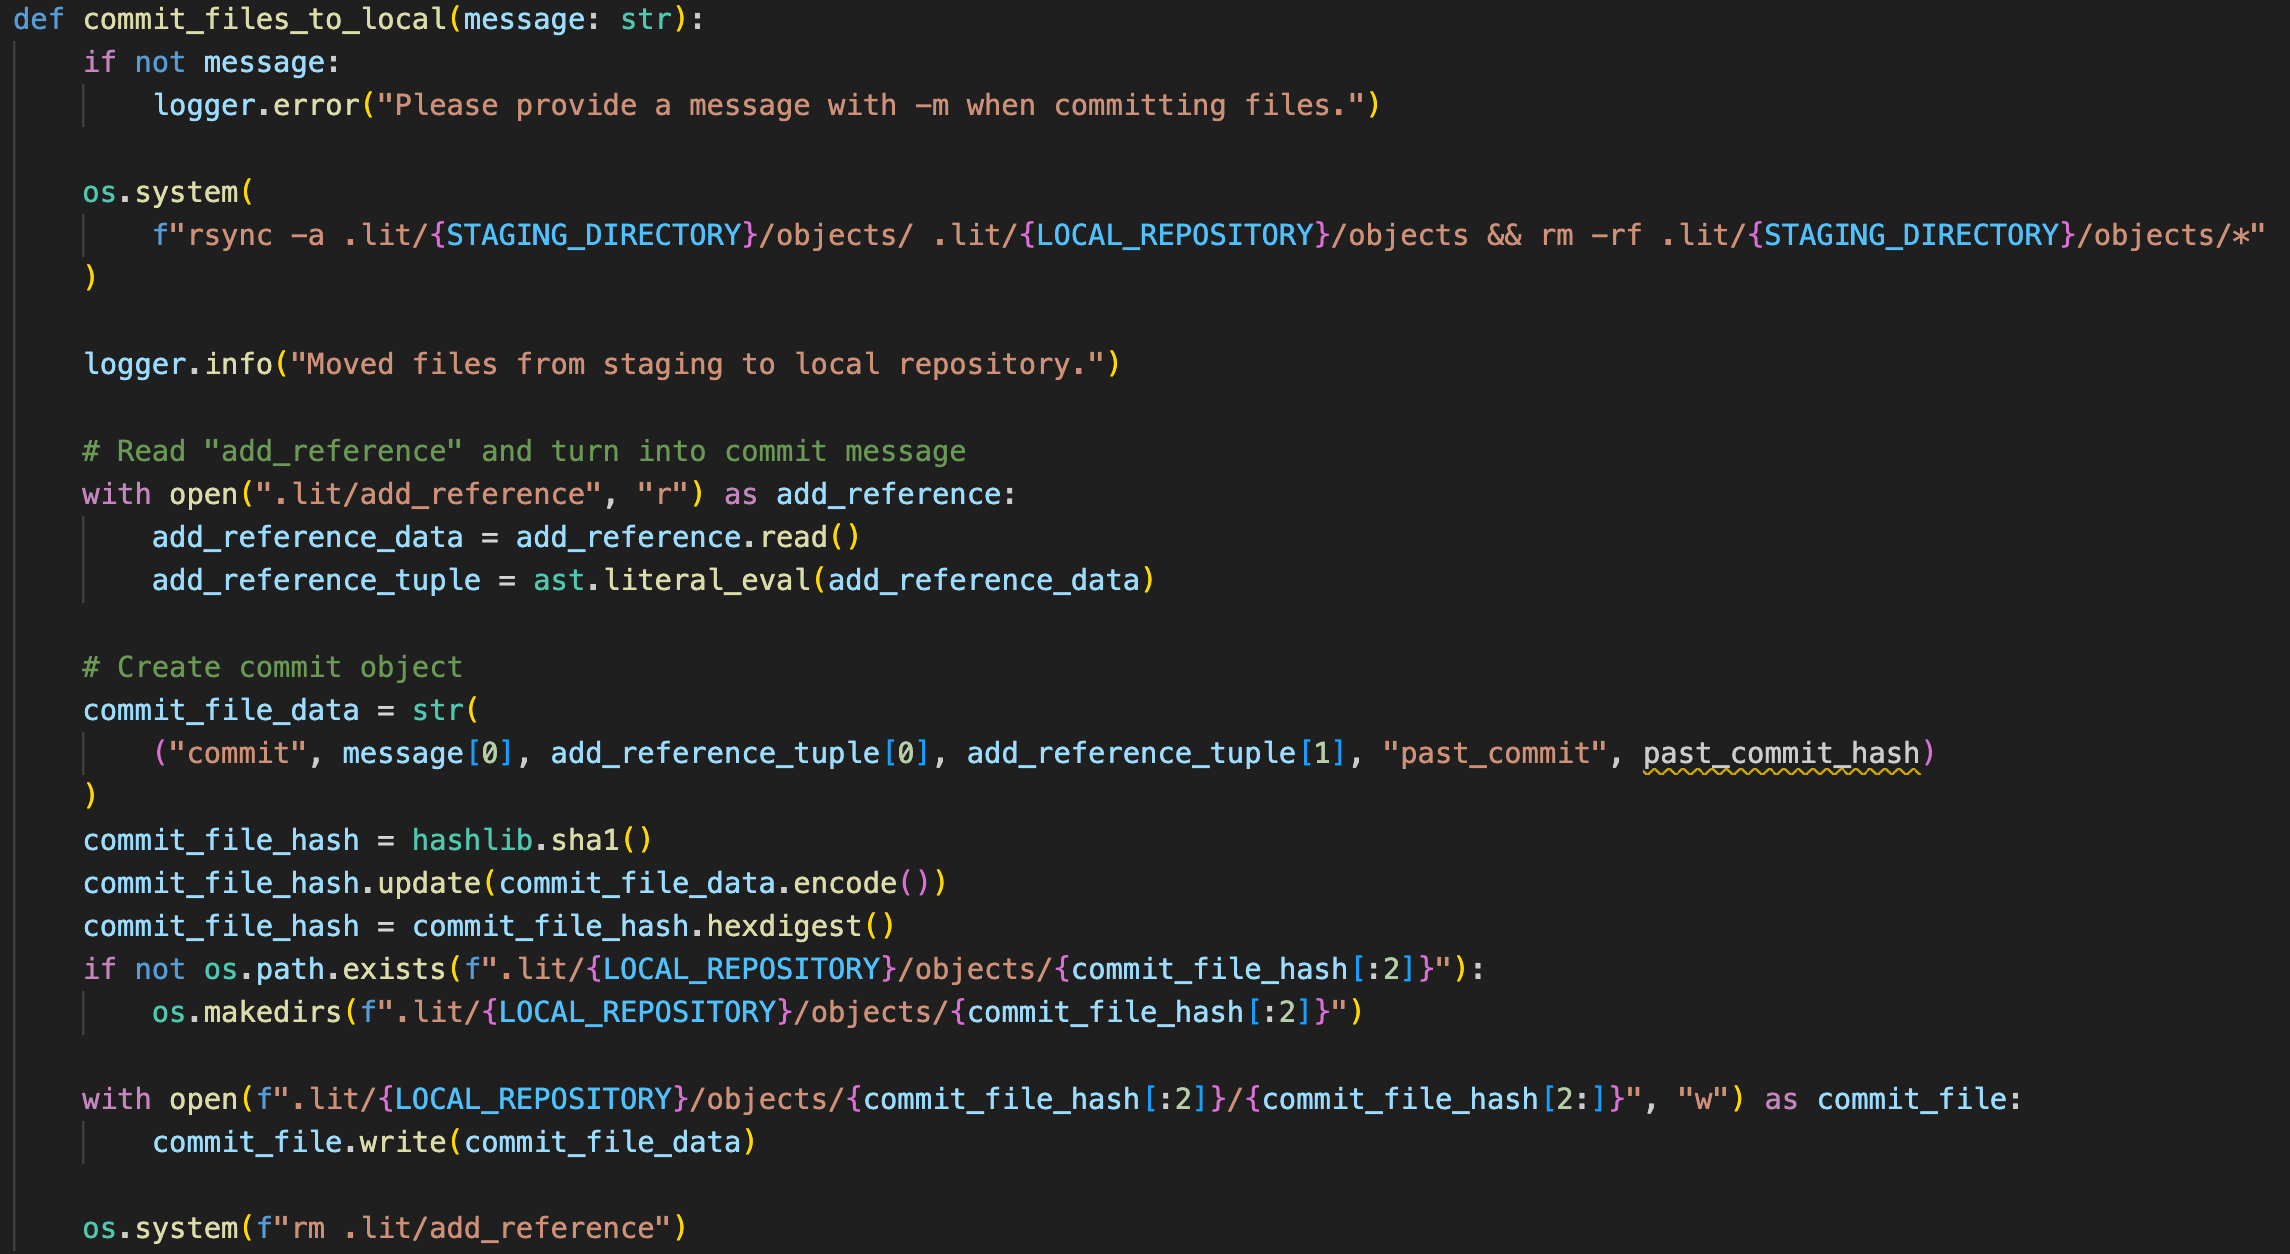 def commit_files_to_local(message: str):
    if not message:
        logger.error("Please provide a message with -m when committing files.")

    os.system(
        f"rsync -a .lit/{STAGING_DIRECTORY}/objects/ .lit/{LOCAL_REPOSITORY}/objects && rm -rf .lit/{STAGING_DIRECTORY}/objects/*"
    )

    logger.info("Moved files from staging to local repository.")

    # Read "add_reference" and turn into commit message
    with open(".lit/add_reference", "r") as add_reference:
        add_reference_data = add_reference.read()
        add_reference_tuple = ast.literal_eval(add_reference_data)

    # Create commit object
    commit_file_data = str(
        ("commit", message[0], add_reference_tuple[0], add_reference_tuple[1], "past_commit", past_commit_hash)
    )
    commit_file_hash = hashlib.sha1()
    commit_file_hash.update(commit_file_data.encode())
    commit_file_hash = commit_file_hash.hexdigest()
    if not os.path.exists(f".lit/{LOCAL_REPOSITORY}/objects/{commit_file_hash[:2]}"):
        os.makedirs(f".lit/{LOCAL_REPOSITORY}/objects/{commit_file_hash[:2]}")

    with open(f".lit/{LOCAL_REPOSITORY}/objects/{commit_file_hash[:2]}/{commit_file_hash[2:]}", "w") as commit_file:
        commit_file.write(commit_file_data)

    os.system(f"rm .lit/add_reference")